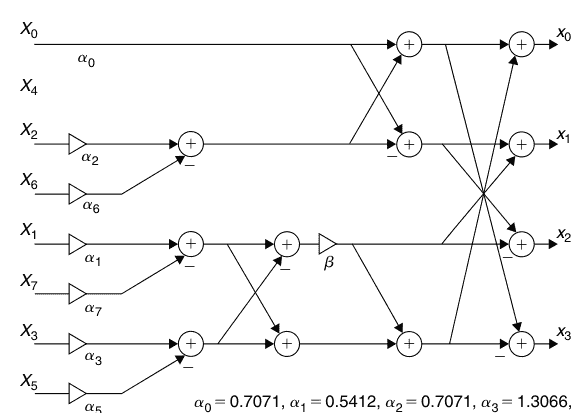 X0 x0
α0
X4
X2 x1
α2
X6
α6
X1 x2
α1 β
X7
α7
X3 x3
α3
X5
α5
α0 = 0.7071, α1 = 0.5412, α2 = 0.7071, α3 = 1.3066,